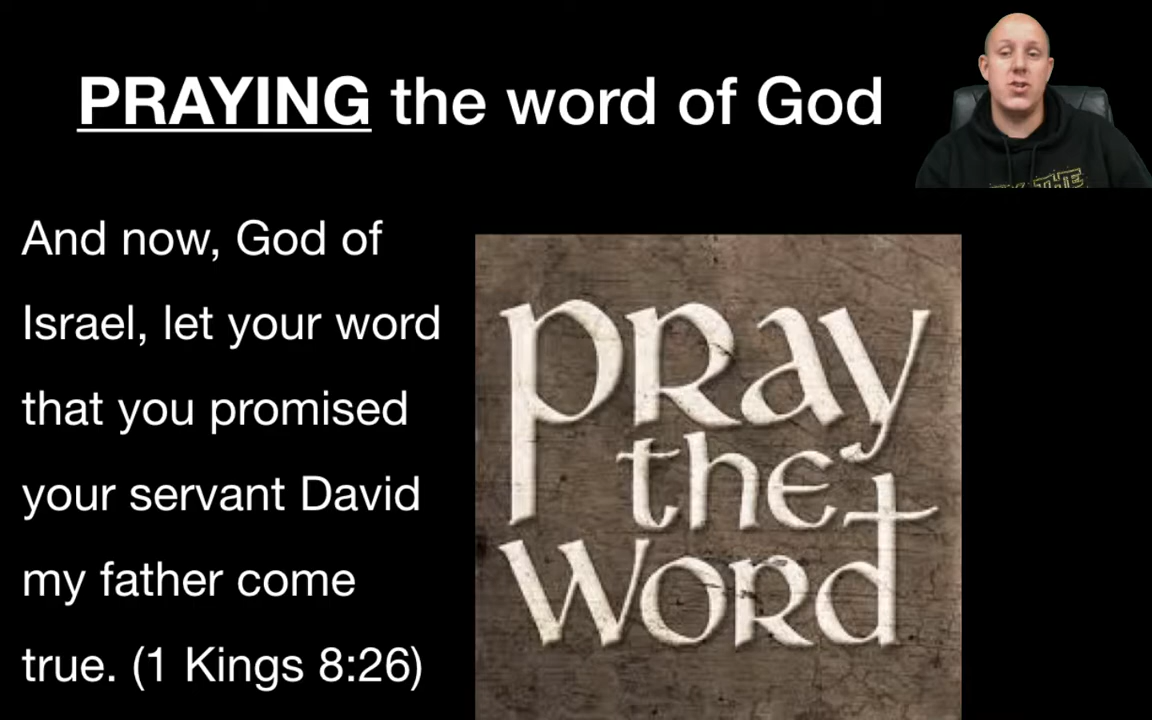 PRAYING the word of God
And now, God of
Israel, let your word
that you promised
your servant David
my father come
true. (1 Kings 8:26)
pray
the
word
THE